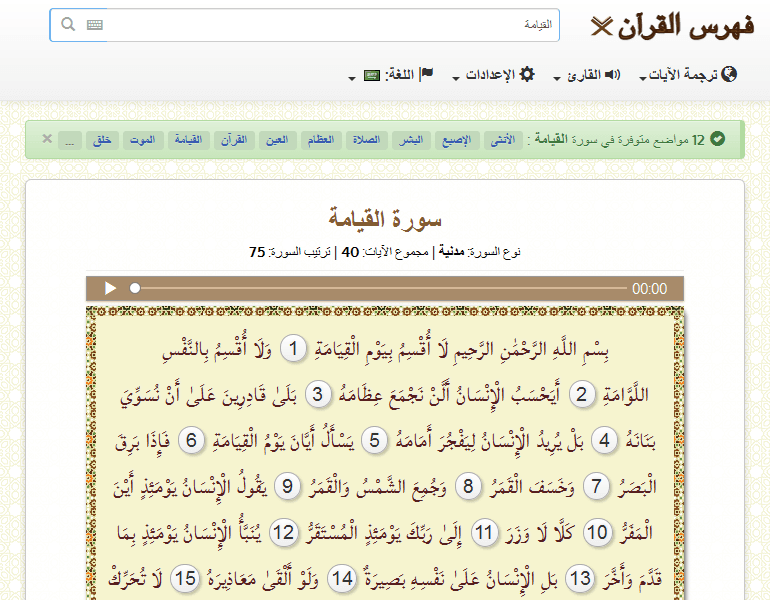 فهرس القرآن
القيامة
ترجمة الآيات القارئ الإعدادات اللغة:
12 مواضع متوفرة في سورة القيامة : الأنثى الإصبع البشر الصلاة العظام العين القرآن القيامة الموت خلق ... ×
سورة القيامة
نوع السورة: مدنية | مجموع الآيات: 40 | ترتيب السورة: 75
00:00
بِسْمِ اللَّهِ الرَّحْمَٰنِ الرَّحِيمِ لَا أُقْسِمُ بِيَوْمِ الْقِيَامَةِ 1 وَلَا أُقْسِمُ بِالنَّفْسِ
اللَّوَّامَةِ 2 أَيَحْسَبُ الْإِنْسَانُ أَلَّنْ نَجْمَعَ عِظَامَهُ 3 بَلَىٰ قَادِرِينَ عَلَىٰ أَنْ نُسَوِّيَ
بَنَانَهُ 4 بَلْ يُرِيدُ الْإِنْسَانُ لِيَفْجُرَ أَمَامَهُ 5 يَسْأَلُ أَيَّانَ يَوْمُ الْقِيَامَةِ 6 فَإِذَا بَرِقَ
الْبَصَرُ 7 وَخَسَفَ الْقَمَرُ 8 وَجُمِعَ الشَّمْسُ وَالْقَمَرُ 9 يَقُولُ الْإِنْسَانُ يَوْمَئِذٍ أَيْنَ
الْمَفَرُّ 10 كَلَّا لَا وَزَرَ 11 إِلَىٰ رَبِّكَ يَوْمَئِذٍ الْمُسْتَقَرُّ 12 يُنَبَّأُ الْإِنْسَانُ يَوْمَئِذٍ بِمَا
قَدَّمَ وَأَخَّرَ 13 بَلِ الْإِنْسَانُ عَلَىٰ نَفْسِهِ بَصِيرَةٌ 14 وَلَوْ أَلْقَىٰ مَعَاذِيرَهُ 15 لَا تُحَرِّكْ